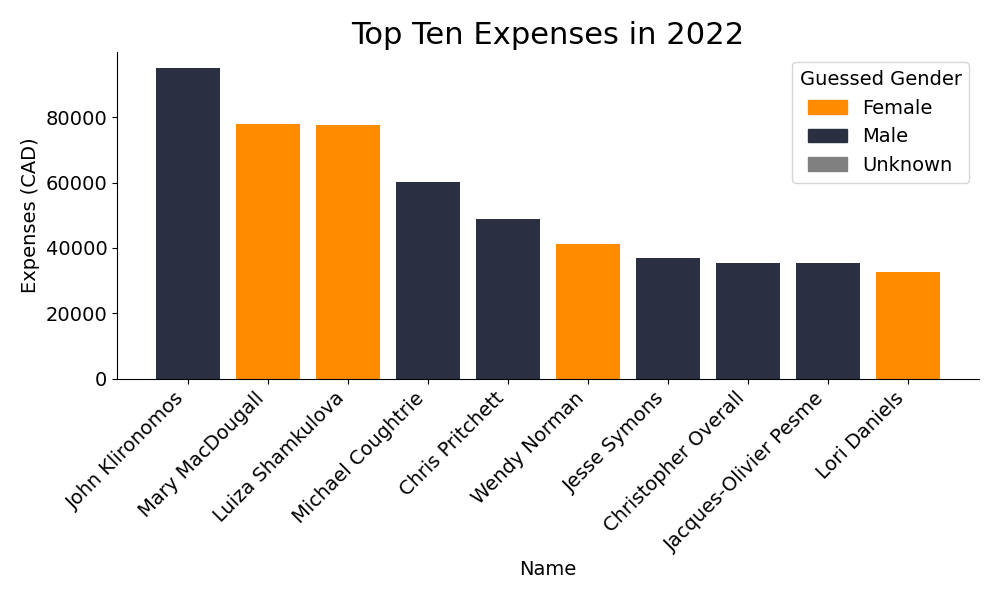 Top Ten Expenses in 2022
Guessed Gender
Female
Male
Unknown
Expenses (CAD)
80000
60000
40000
20000
0
John Klironomos
Mary MacDougall
Luiza Shamkulova
Michael Coughtrie
Chris Pritchett
Wendy Norman
Jesse Symons
Christopher Overall
Jacques-Olivier Pesme
Lori Daniels
Name